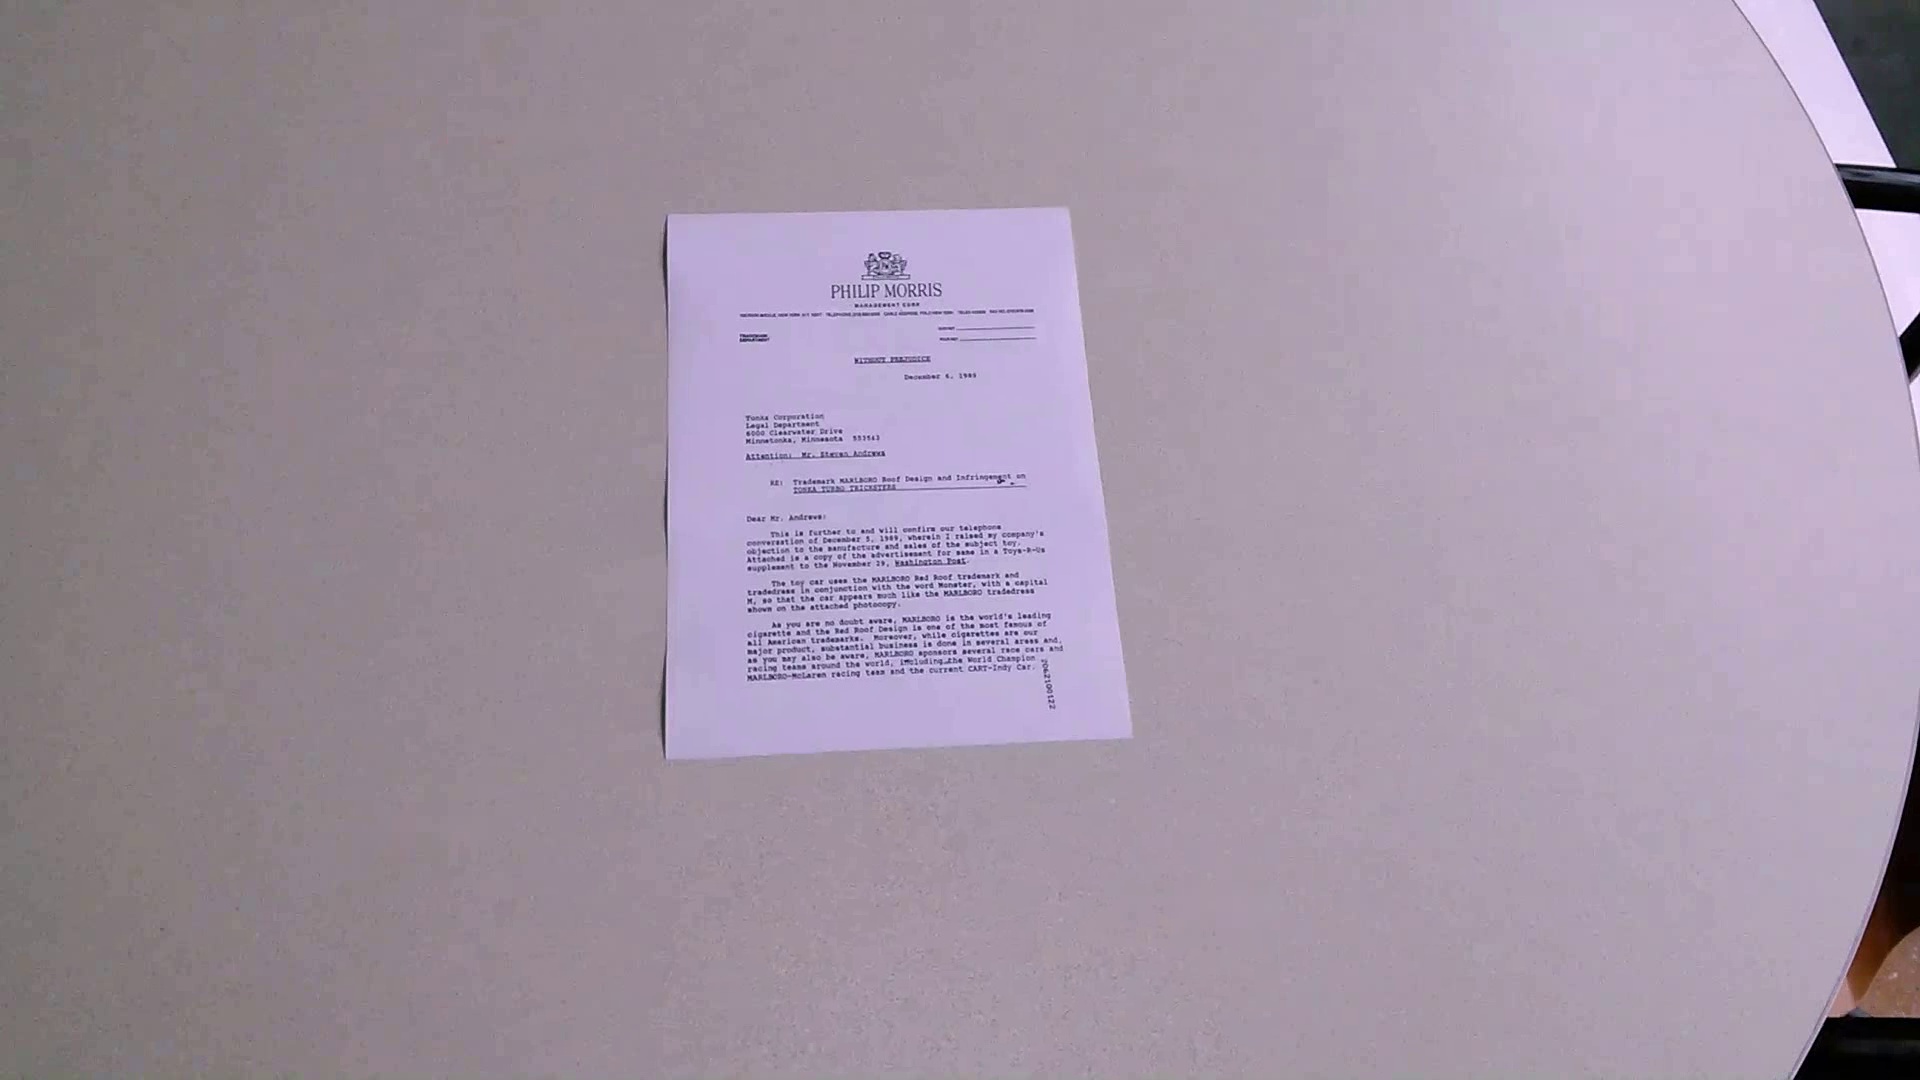 PHILIP MORRIS
MANAGEMENT CORP
TRADEMARK
DEPARTMENT
WITHOUT PREJUDICE
December 6, 1989
Tonka Corporation
Legal Department
6000 Clearwater Drive
Minnetonka, Minnesota 553543
Attention: Mr. Steven Andrews
RE: Trademark MARLBORO Roof Design and Infringement on
TONKA TURBO TRICKSTERS
Dear Mr. Andrews:
This is further to and will confirm our telephone
conversation of December 5, 1989, wherein I raised my company's
objection to the manufacture and sales of the subject toy.
Attached is a copy of the advertisement for same in a Toys-R-Us
supplement to the November 29, Washington Post.
The toy car uses the MARLBORO Red Roof trademark and
tradedress in conjunction with the word Monster, with a capital
M, so that the car appears much like the MARLBORO tradedress
shown on the attached photocopy.
As you are no doubt aware, MARLBORO is the world's leading
cigarette and the Red Roof Design is one of the most famous of
all American trademarks. Moreover, while cigarettes are our
major product, substantial business is done in several areas and,
as you may also be aware, MARLBORO sponsors several race cars and
racing teams around the world, including the World Champion
MARLBORO-McLaren racing team and the current CART-Indy Car.
2062100122